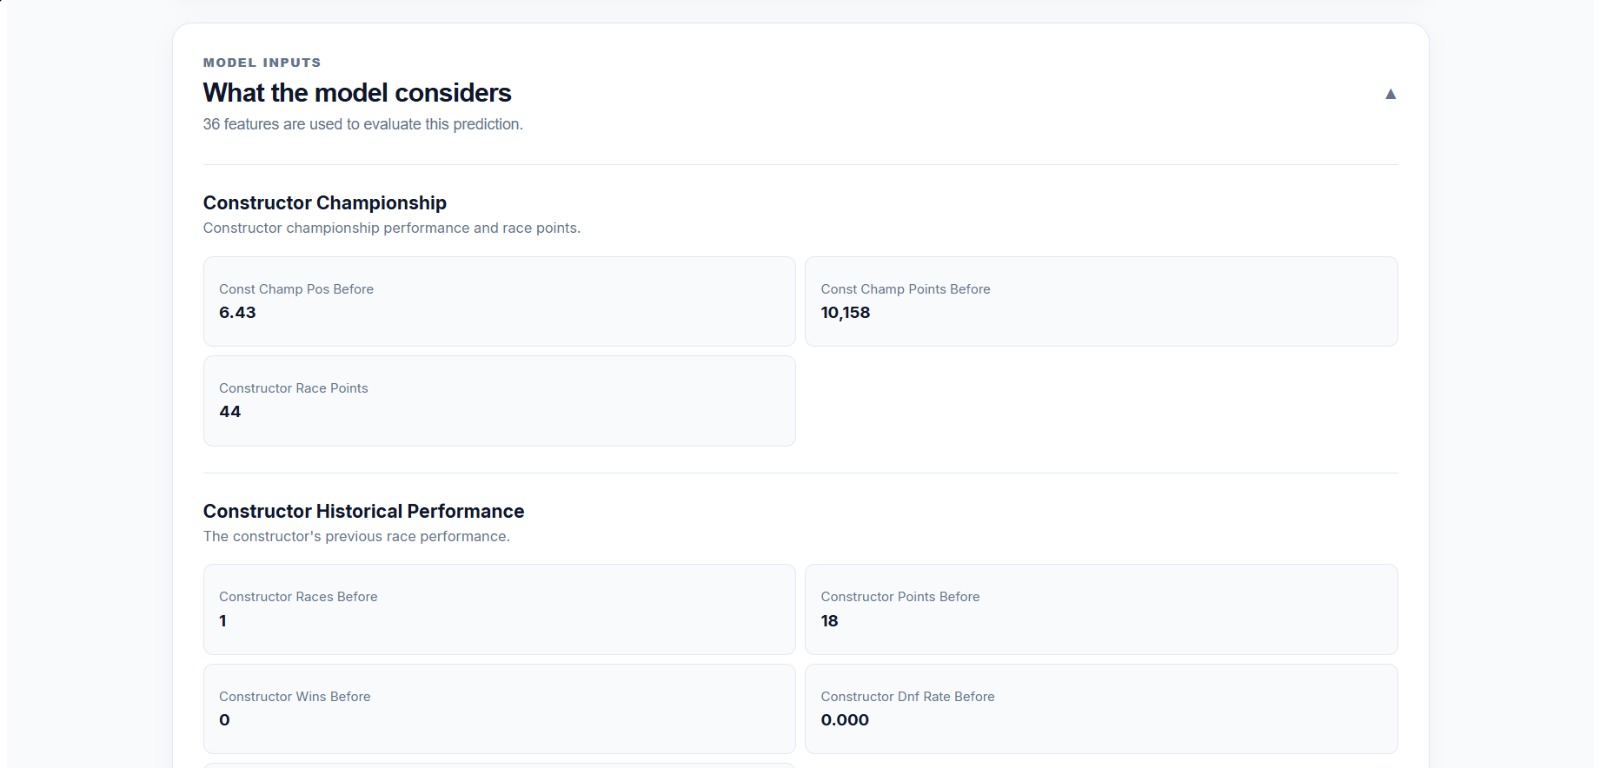 MODEL INPUTS
What the model considers
▲
36 features are used to evaluate this prediction.
Constructor Championship
Constructor championship performance and race points.
Const Champ Pos Before
6.43
Const Champ Points Before
10,158
Constructor Race Points
44
Constructor Historical Performance
The constructor's previous race performance.
Constructor Races Before
1
Constructor Points Before
18
Constructor Wins Before
0
Constructor Dnf Rate Before
0.000